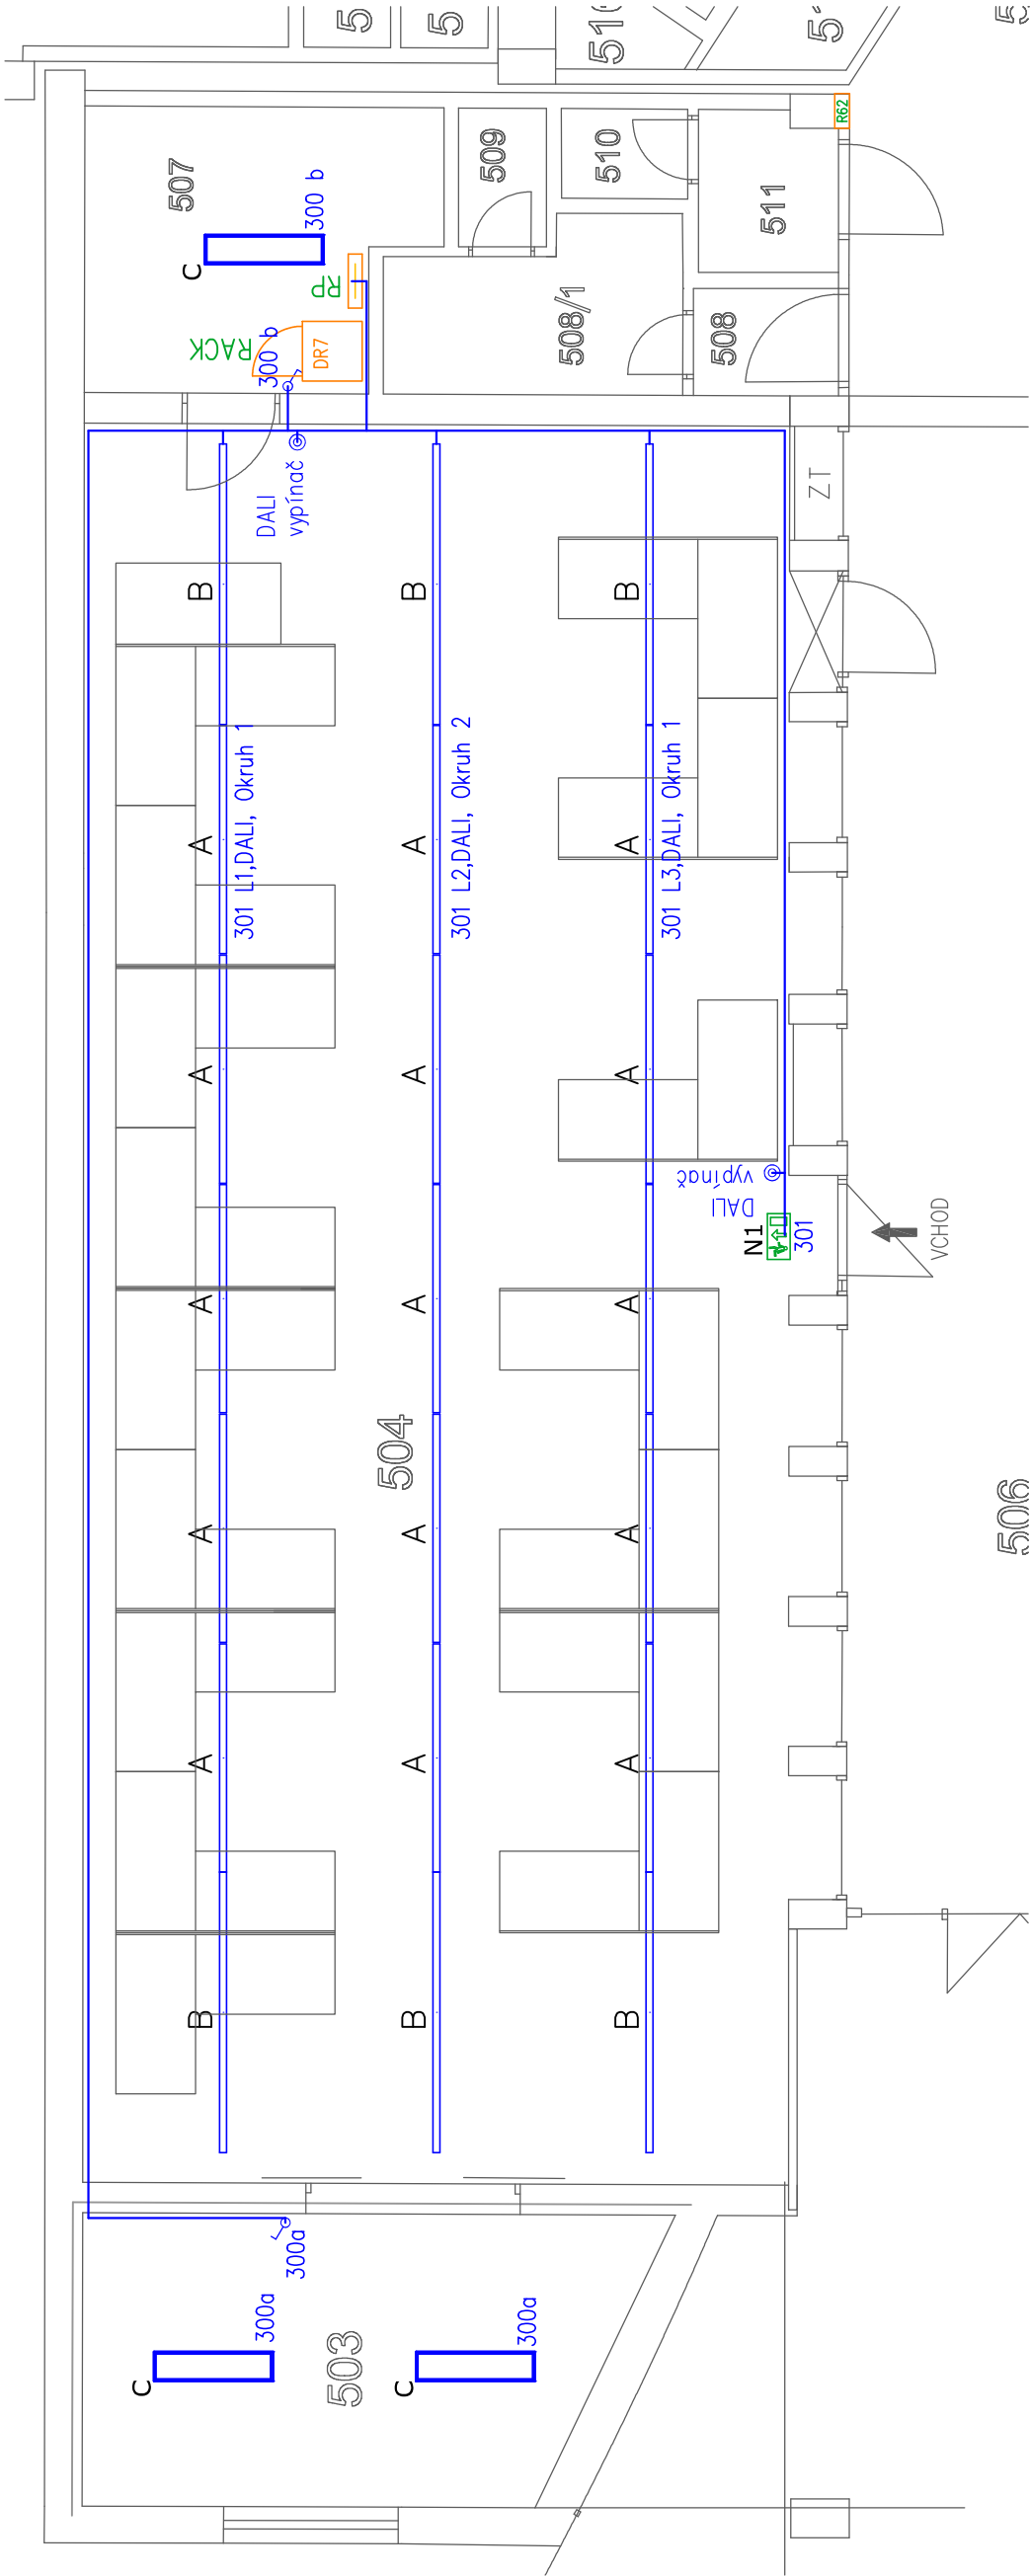 507
509
510
511
508/1
508
R62
C
300 b
RP
RACK
300 b
DR7
DALI
vypínač
ZT
B
B
B
301 L1,DALI, Okruh 1
301 L2,DALI, Okruh 2
301 L3,DALI, Okruh 1
A
A
A
A
A
A
DALI
vypínač
N1
301
VCHOD
A
A
A
504
506
A
A
A
A
A
A
B
B
B
300a
300a
300a
C
C
503